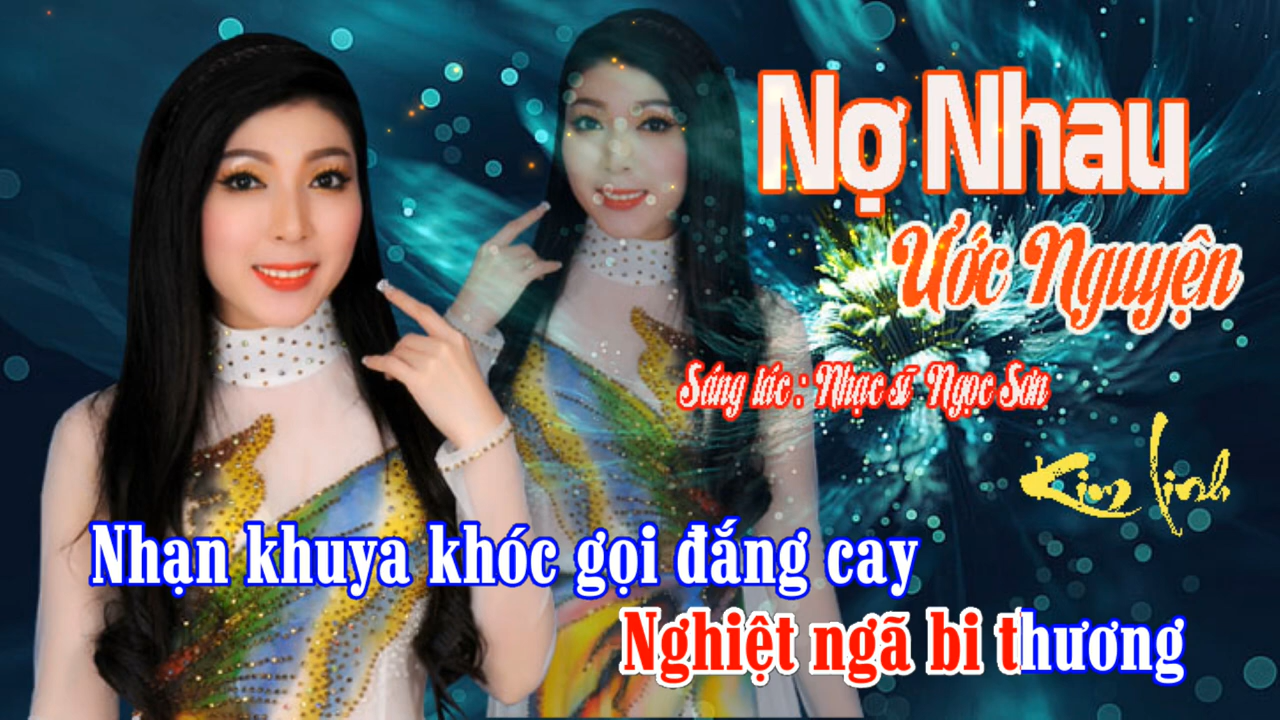 Nợ Nhau
Ước Nguyện
Sáng tác : Nhạc sĩ Ngọc Sơn
Kim linh
Nhạn khuya khóc gọi đắng cay
Nghiệt ngã bi thương